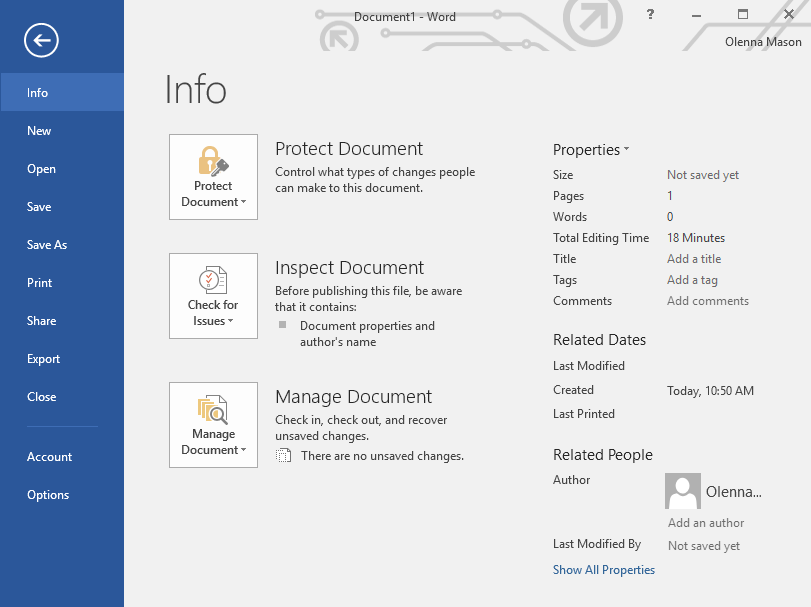 Document1 - Word
?
Olenna Mason
Info
New
Open
Save
Save As
Print
Share
Export
Close
Account
Options
Info
Protect
Document
Protect Document
Control what types of changes people
can make to this document.
Check for
Issues
Inspect Document
Before publishing this file, be aware
that it contains:
Document properties and
author's name
Manage
Document
Manage Document
Check in, check out, and recover
unsaved changes.
There are no unsaved changes.
Properties
Size Not saved yet
Pages 1
Words 0
Total Editing Time 18 Minutes
Title Add a title
Tags Add a tag
Comments Add comments
Related Dates
Last Modified
Created Today, 10:50 AM
Last Printed
Related People
Author Olenna...
Add an author
Last Modified By Not saved yet
Show All Properties